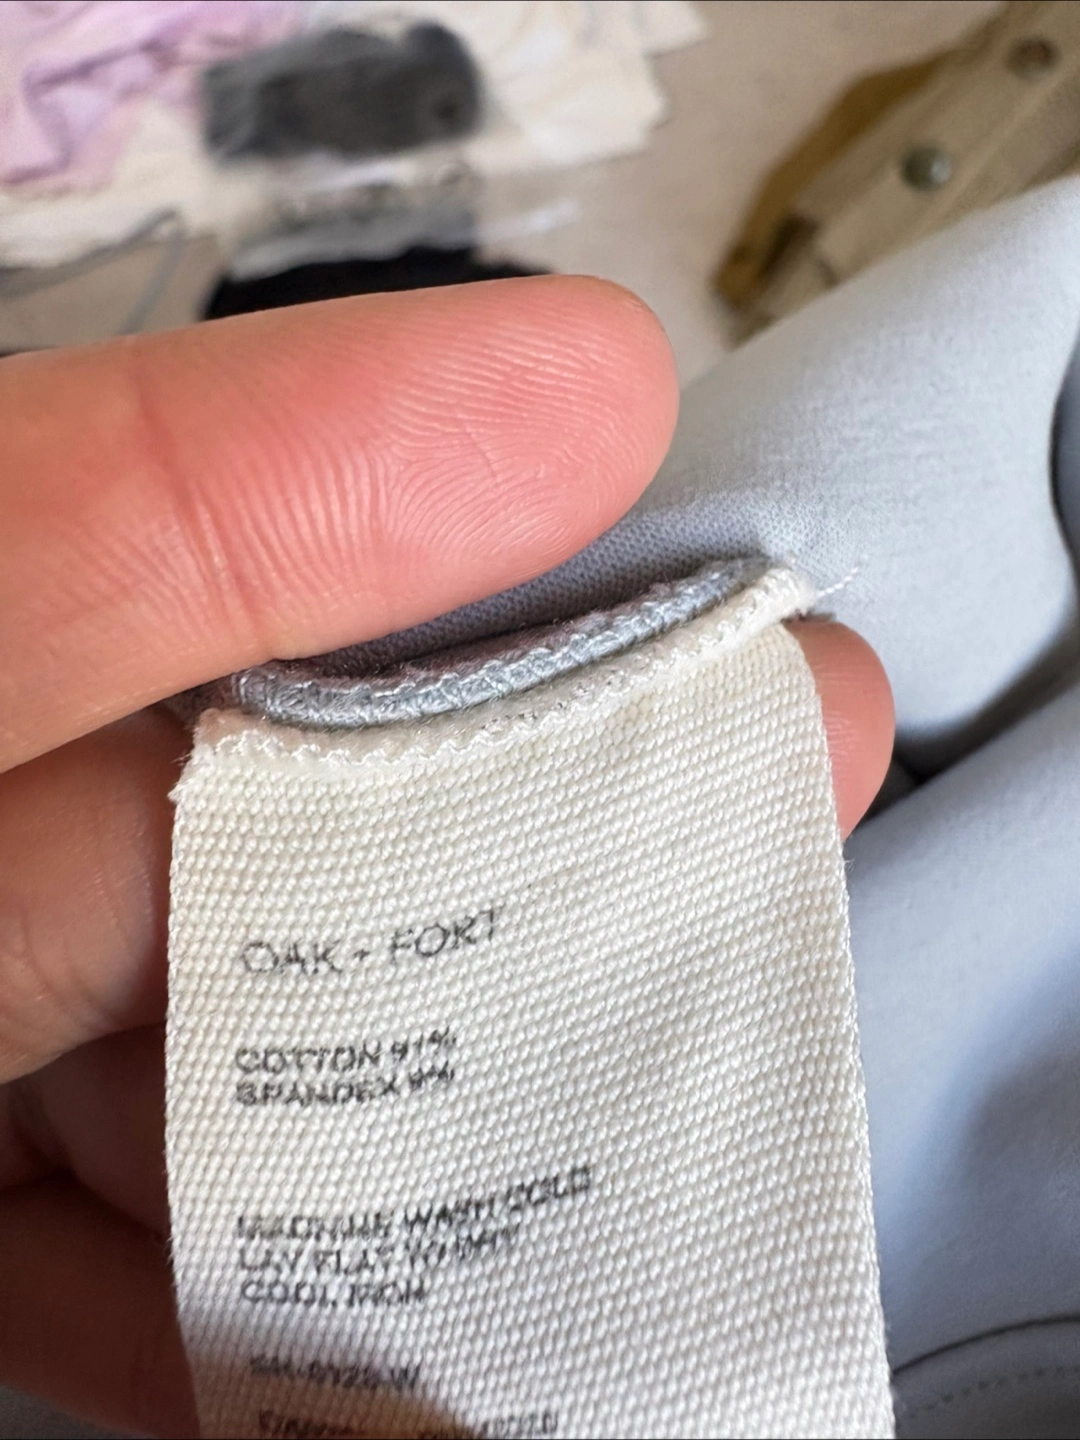 OAK + FORT
COTTON 91%
SPANDEX 9%
MACHINE WASH COLD
LAY FLAT TO DRY
COOL IRON